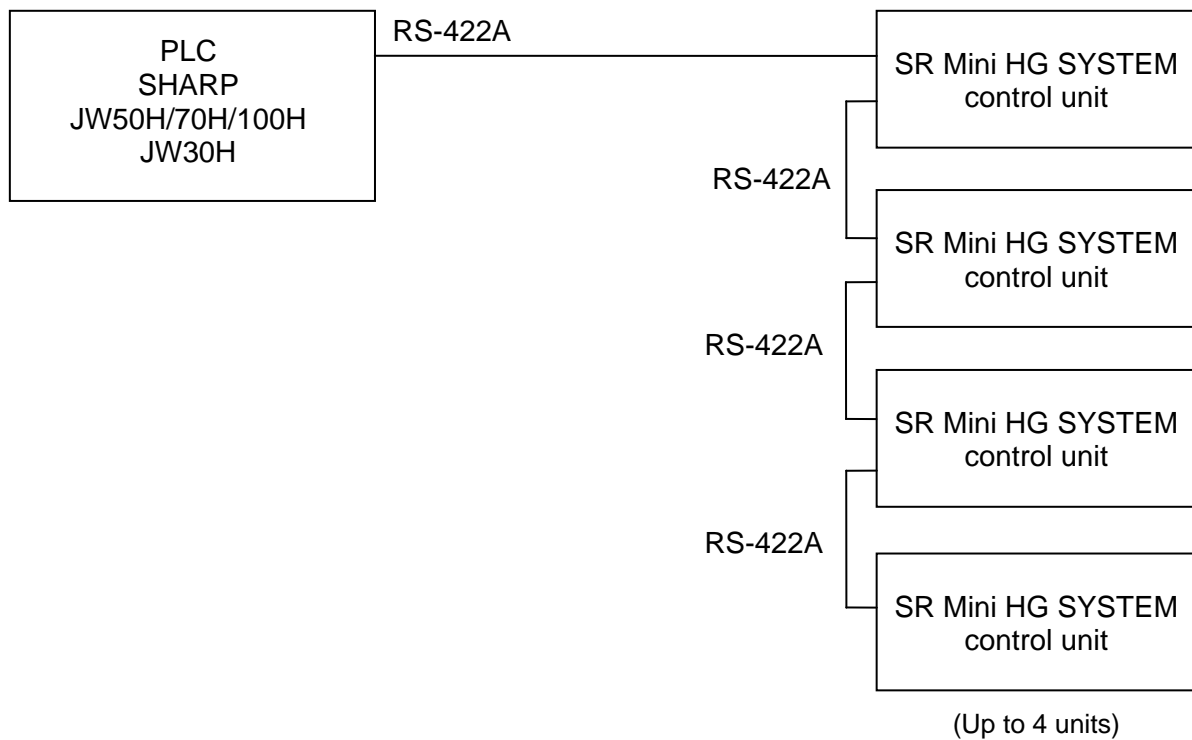 PLC
SHARP
JW50H/70H/100H
JW30H
RS-422A
SR Mini HG SYSTEM
control unit
RS-422A
SR Mini HG SYSTEM
control unit
RS-422A
SR Mini HG SYSTEM
control unit
RS-422A
SR Mini HG SYSTEM
control unit
(Up to 4 units)